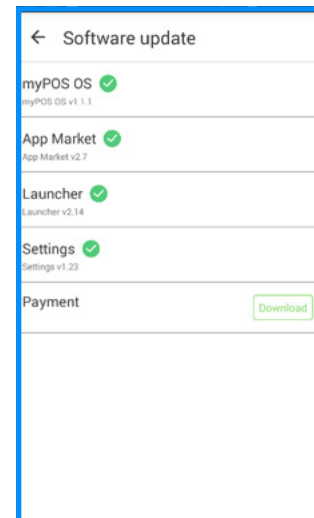 Software update
myPOS OS
myPOS OS v1.1.1
App Market
App Market v2.7
Launcher
Launcher v2.14
Settings
Settings v1.23
Payment
Download